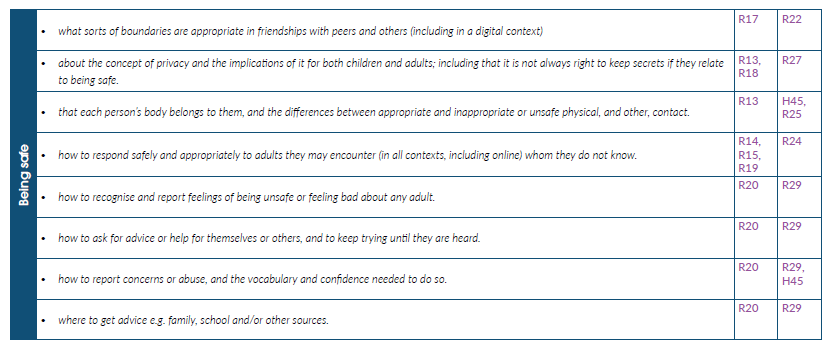 Being safe
• what sorts of boundaries are appropriate in friendships with peers and others (including in a digital context)
R17
R22
• about the concept of privacy and the implications of it for both children and adults; including that it is not always right to keep secrets if they relate
to being safe.
R13,
R18
R27
• that each person's body belongs to them, and the differences between appropriate and inappropriate or unsafe physical, and other, contact.
R13
H45,
R25
• how to respond safely and appropriately to adults they may encounter (in all contexts, including online) whom they do not know.
R14,
R15,
R19
R24
• how to recognise and report feelings of being unsafe or feeling bad about any adult.
R20
R29
• how to ask for advice or help for themselves or others, and to keep trying until they are heard.
R20
R29
• how to report concerns or abuse, and the vocabulary and confidence needed to do so.
R20
R29,
H45
• where to get advice e.g. family, school and/or other sources.
R20
R29